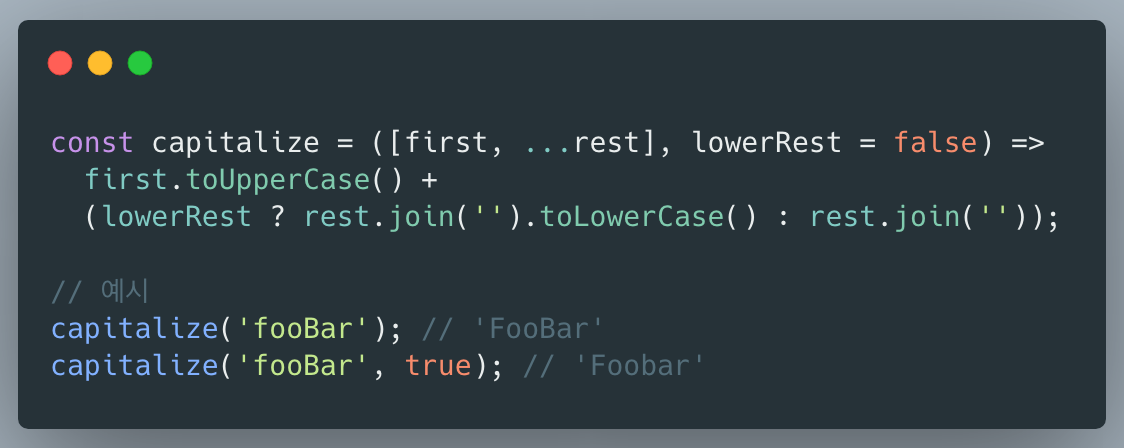 const capitalize = ([first, ...rest], lowerRest = false) =>
  first.toUpperCase() +
  (lowerRest ? rest.join('').toLowerCase() : rest.join(''));
// 예시
capitalize('fooBar'); // 'FooBar'
capitalize('fooBar', true); // 'Foobar'